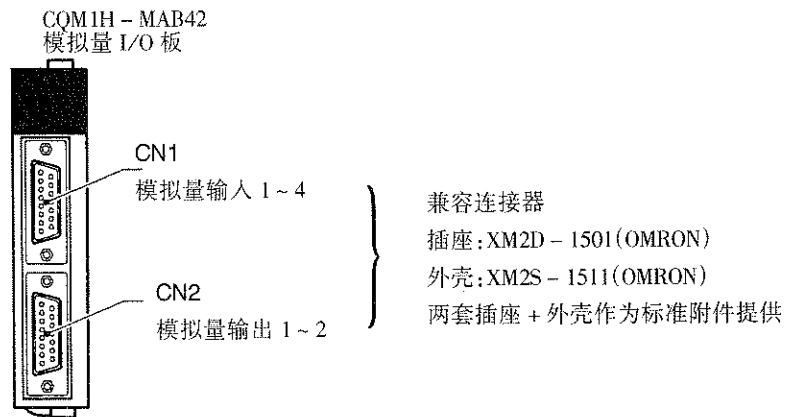 CQM1H – MAB42
模拟量 I/O 板
CN1
模拟量输入 1 ~ 4
CN2
模拟量输出 1 ~ 2
兼容连接器
插座:XM2D – 1501(OMRON)
外壳:XM2S – 1511(OMRON)
两套插座 + 外壳作为标准附件提供